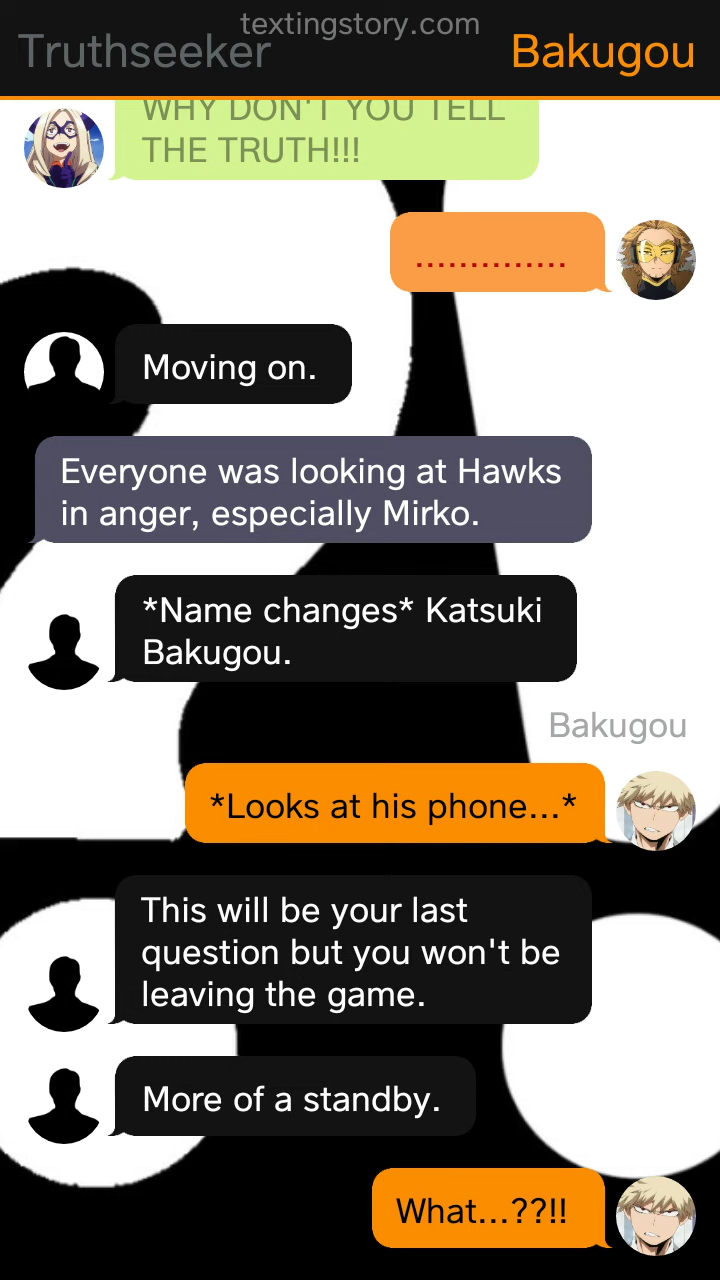 textingstory.com
Truthseeker
Bakugou
WHY DON'T YOU TELL
THE TRUTH!!!
..............
Moving on.
Everyone was looking at Hawks
in anger, especially Mirko.
*Name changes* Katsuki
Bakugou.
Bakugou
*Looks at his phone...*
This will be your last
question but you won't be
leaving the game.
More of a standby.
What...??!!